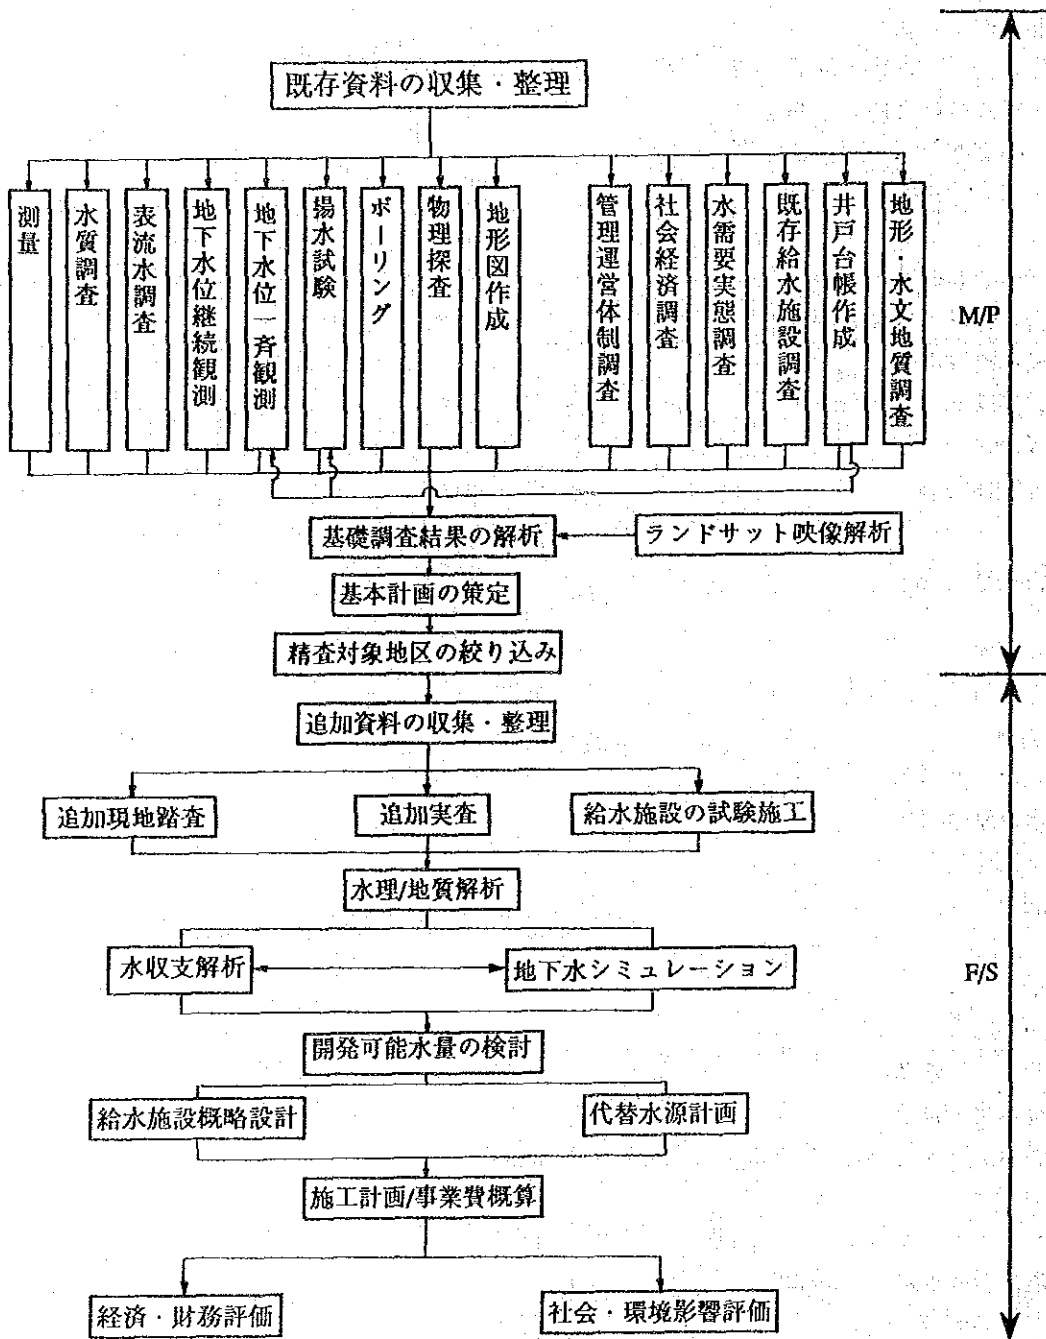 既存資料の収集・整理
測量
水質調査
表流水調査
地下水位継続観測
地下水位一斉観測
揚水試験
ボーリング
物理探査
地形図作成
管理運営体制調査
社会経済調査
水需要実態調査
既存給水施設調査
井戸台帳作成
地形・水文地質調査
M/P
基礎調査結果の解析
ランドサット映像解析
基本計画の策定
精査対象地区の絞り込み
追加資料の収集・整理
追加現地踏査
追加実査
給水施設の試験施工
水理/地質解析
水収支解析
地下水シミュレーション
F/S
開発可能水量の検討
給水施設概略設計
代替水源計画
施工計画/事業費概算
経済・財務評価
社会・環境影響評価